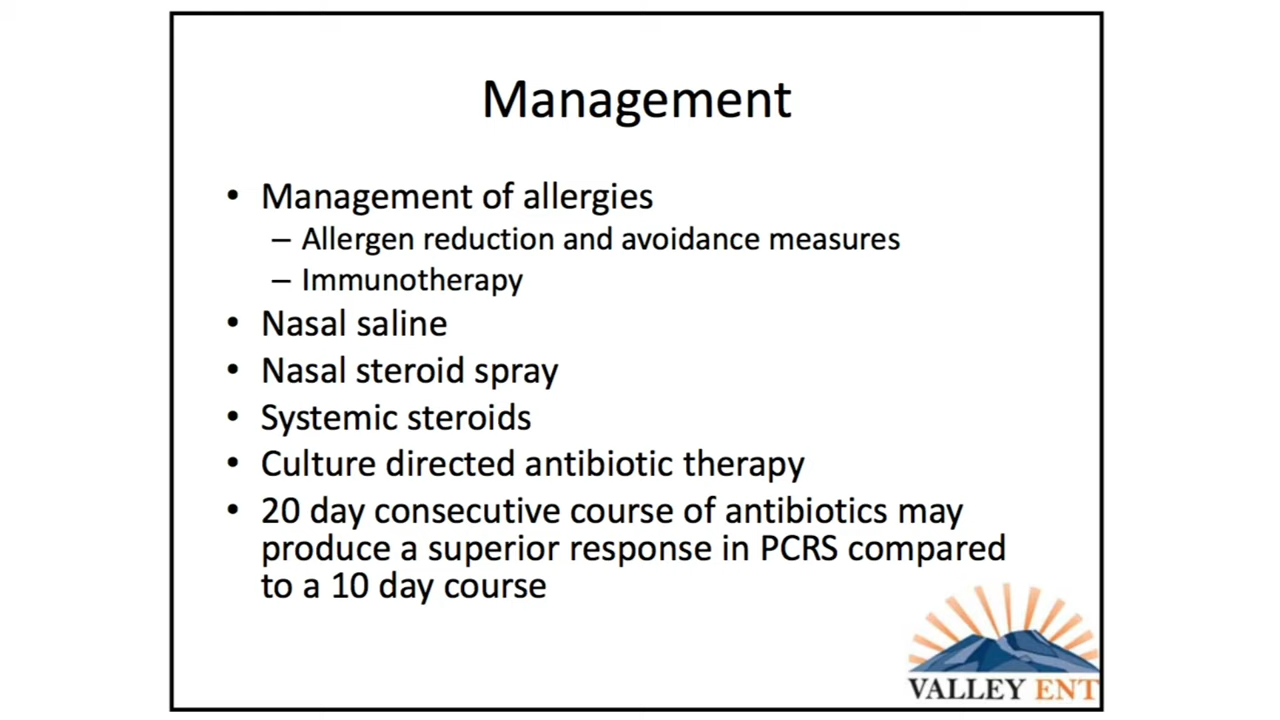 Management
• Management of allergies
– Allergen reduction and avoidance measures
– Immunotherapy
• Nasal saline
• Nasal steroid spray
• Systemic steroids
• Culture directed antibiotic therapy
• 20 day consecutive course of antibiotics may
produce a superior response in PCRS compared
to a 10 day course
VALLEY ENT